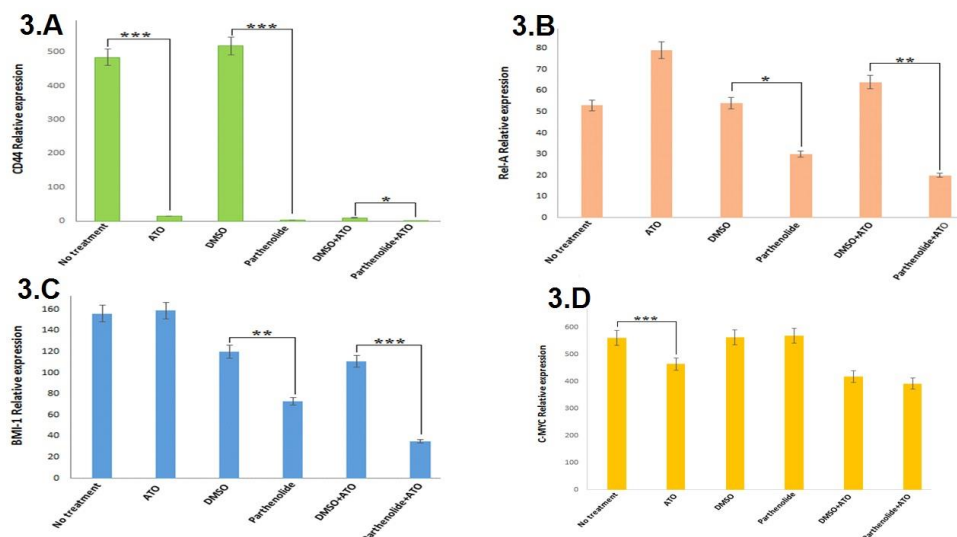 3.A
CD44 Relative expression
500
400
300
200
100
0
***
***
*
No treatment
ATO
DMSO
Parthenolide
DMSO+ATO
Parthenolide+ATO
3.B
Rel-A Relative expression
80
70
60
50
40
30
20
10
0
*
**
No treatment
ATO
DMSO
Parthenolide
DMSO+ATO
Parthenolide+ATO
3.C
BMI-1 Relative expression
160
140
120
100
80
60
40
20
0
**
***
No treatment
ATO
DMSO
Parthenolide
DMSO+ATO
Parthenolide+ATO
3.D
C-MYC Relative expression
600
500
400
300
200
100
0
***
No treatment
ATO
DMSO
Parthenolide
DMSO+ATO
Parthenolide+ATO